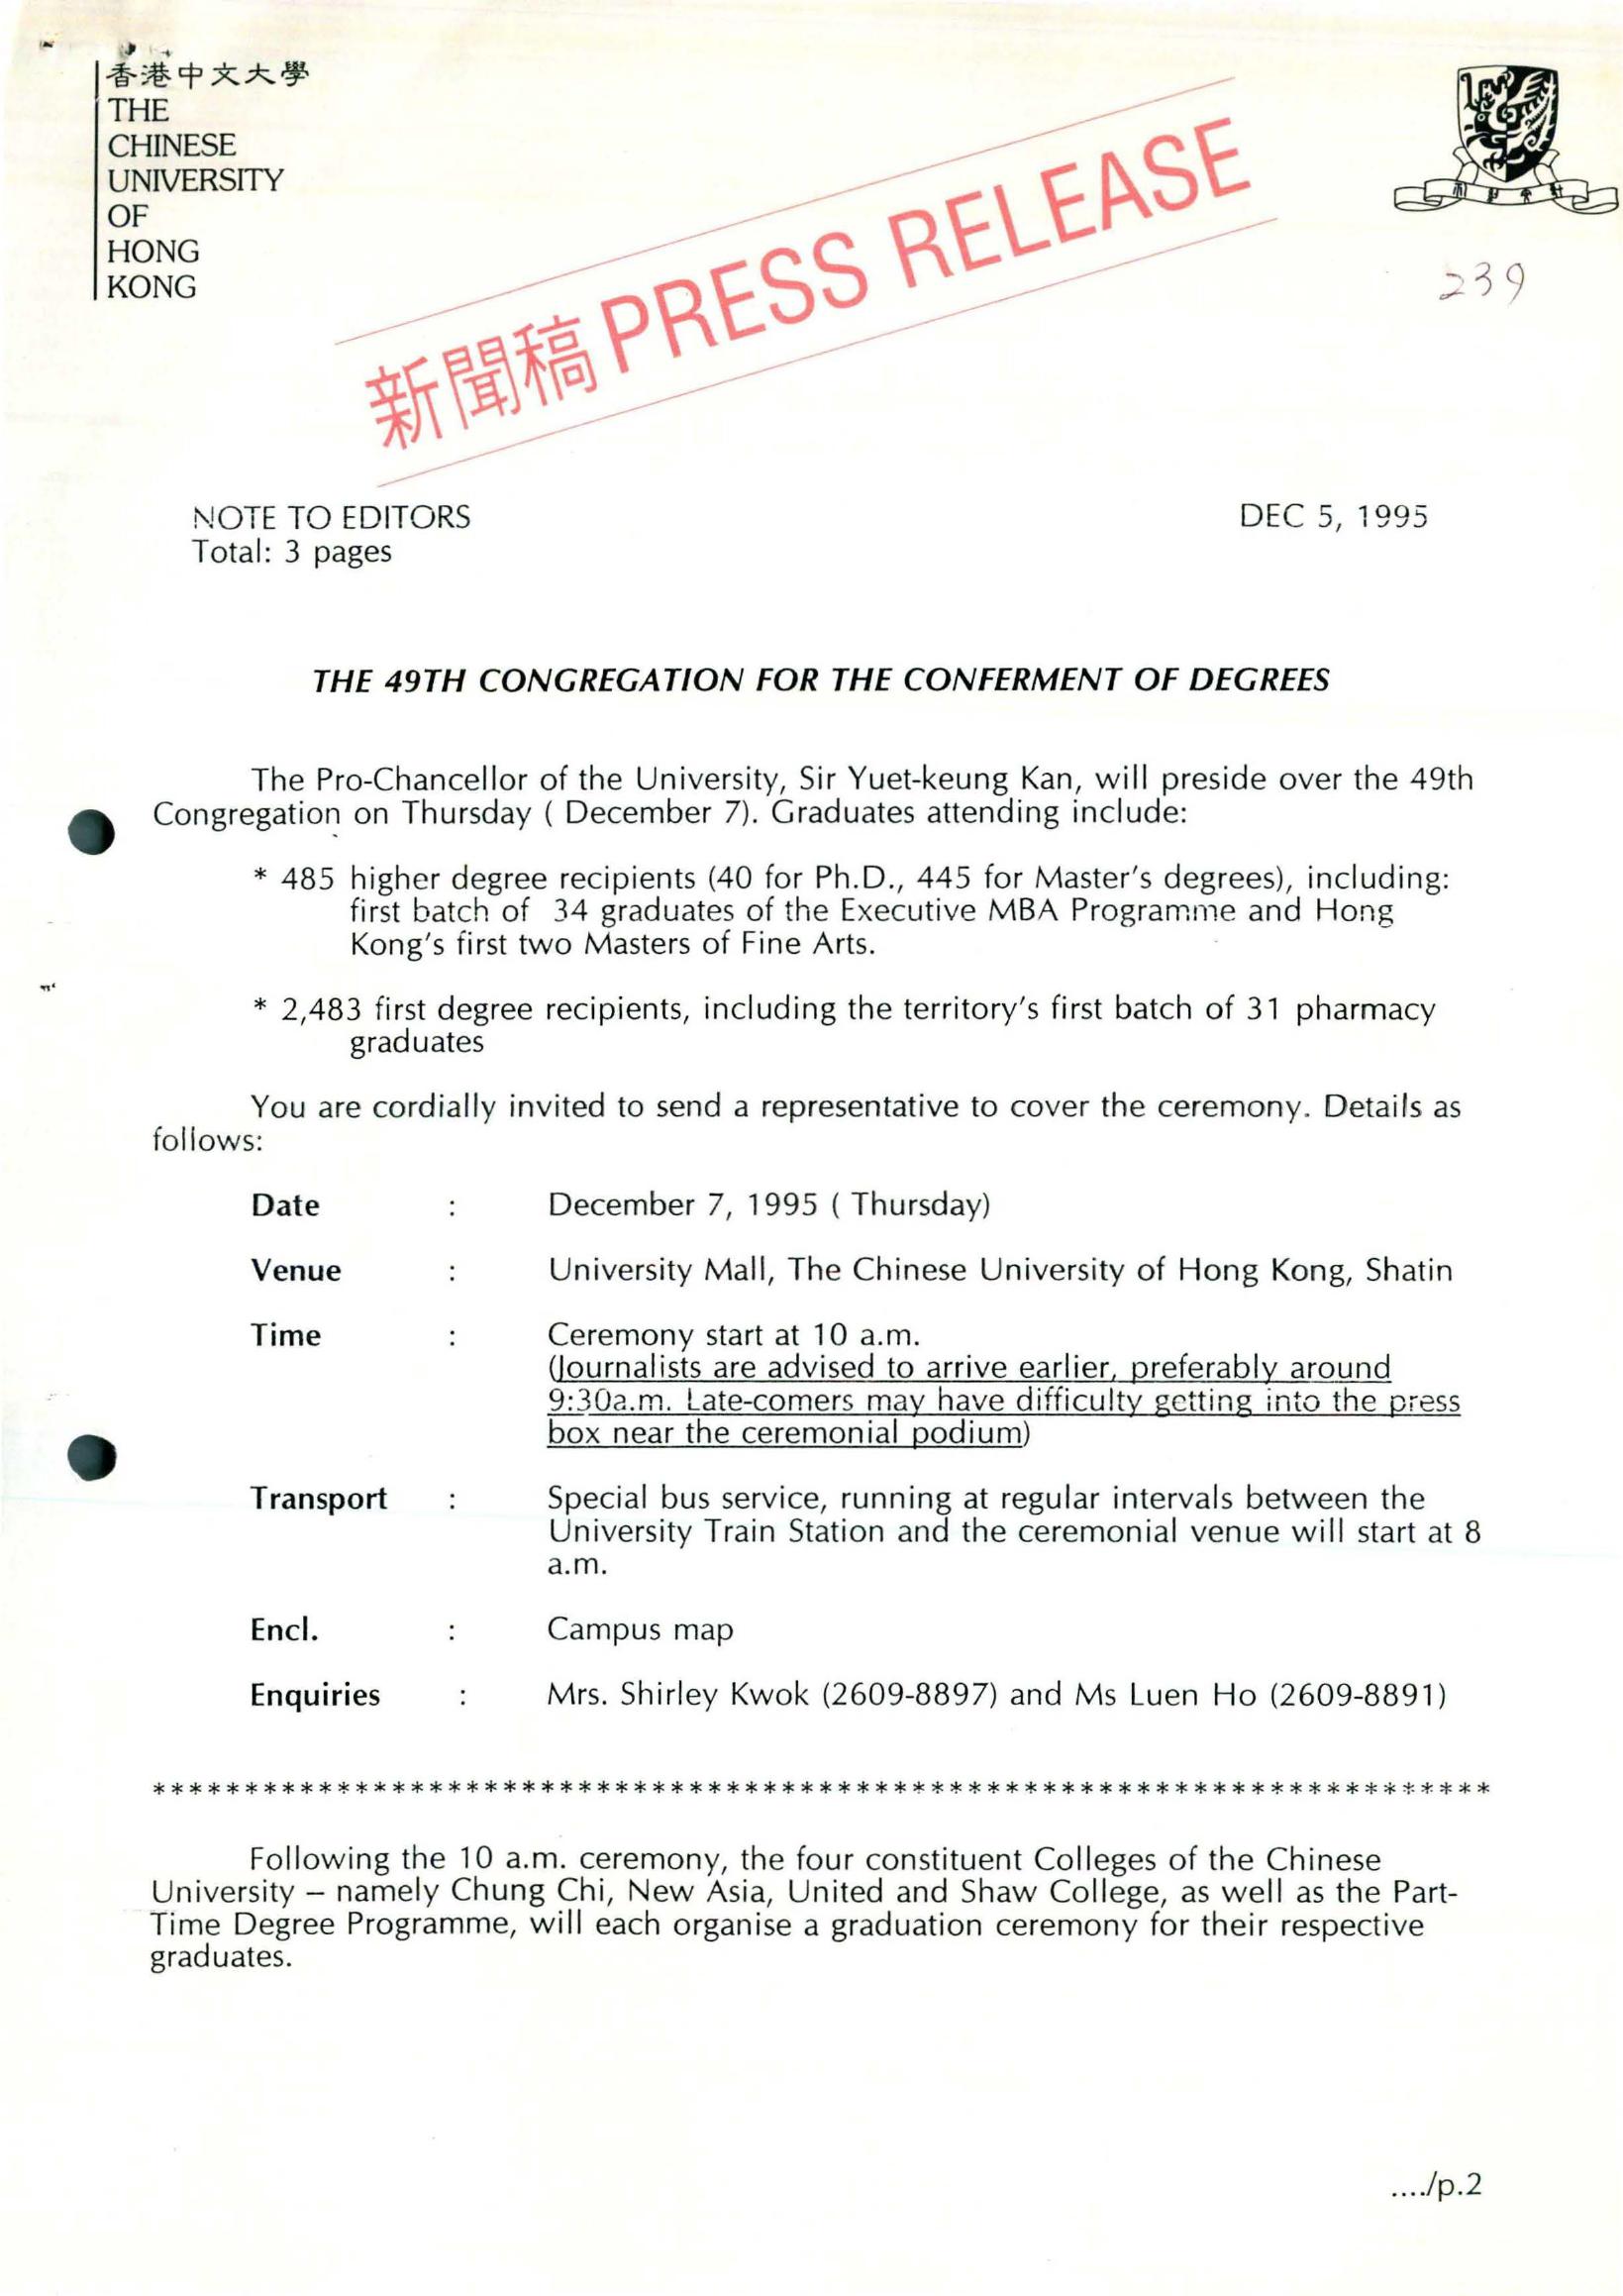 香港中文大學
THE
CHINESE
UNIVERSITY
OF
HONG
KONG
新聞稿 PRESS RELEASE
239
NOTE TO EDITORS DEC 5, 1995
Total: 3 pages
THE 49TH CONGREGATION FOR THE CONFERMENT OF DEGREES
The Pro-Chancellor of the University, Sir Yuet-keung Kan, will preside over the 49th
Congregation on Thursday ( December 7). Graduates attending include:
* 485 higher degree recipients (40 for Ph.D., 445 for Master's degrees), including:
first batch of 34 graduates of the Executive MBA Programme and Hong
Kong's first two Masters of Fine Arts.
* 2,483 first degree recipients, including the territory's first batch of 31 pharmacy
graduates
You are cordially invited to send a representative to cover the ceremony. Details as
follows:
Date : December 7, 1995 ( Thursday)
Venue : University Mall, The Chinese University of Hong Kong, Shatin
Time : Ceremony start at 10 a.m.
(Journalists are advised to arrive earlier, preferably around
9:30a.m. Late-comers may have difficulty getting into the press
box near the ceremonial podium)
Transport : Special bus service, running at regular intervals between the
University Train Station and the ceremonial venue will start at 8
a.m.
Encl. : Campus map
Enquiries : Mrs. Shirley Kwok (2609-8897) and Ms Luen Ho (2609-8891)
*************************************************************************
Following the 10 a.m. ceremony, the four constituent Colleges of the Chinese
University – namely Chung Chi, New Asia, United and Shaw College, as well as the Part-
Time Degree Programme, will each organise a graduation ceremony for their respective
graduates.
..../p.2